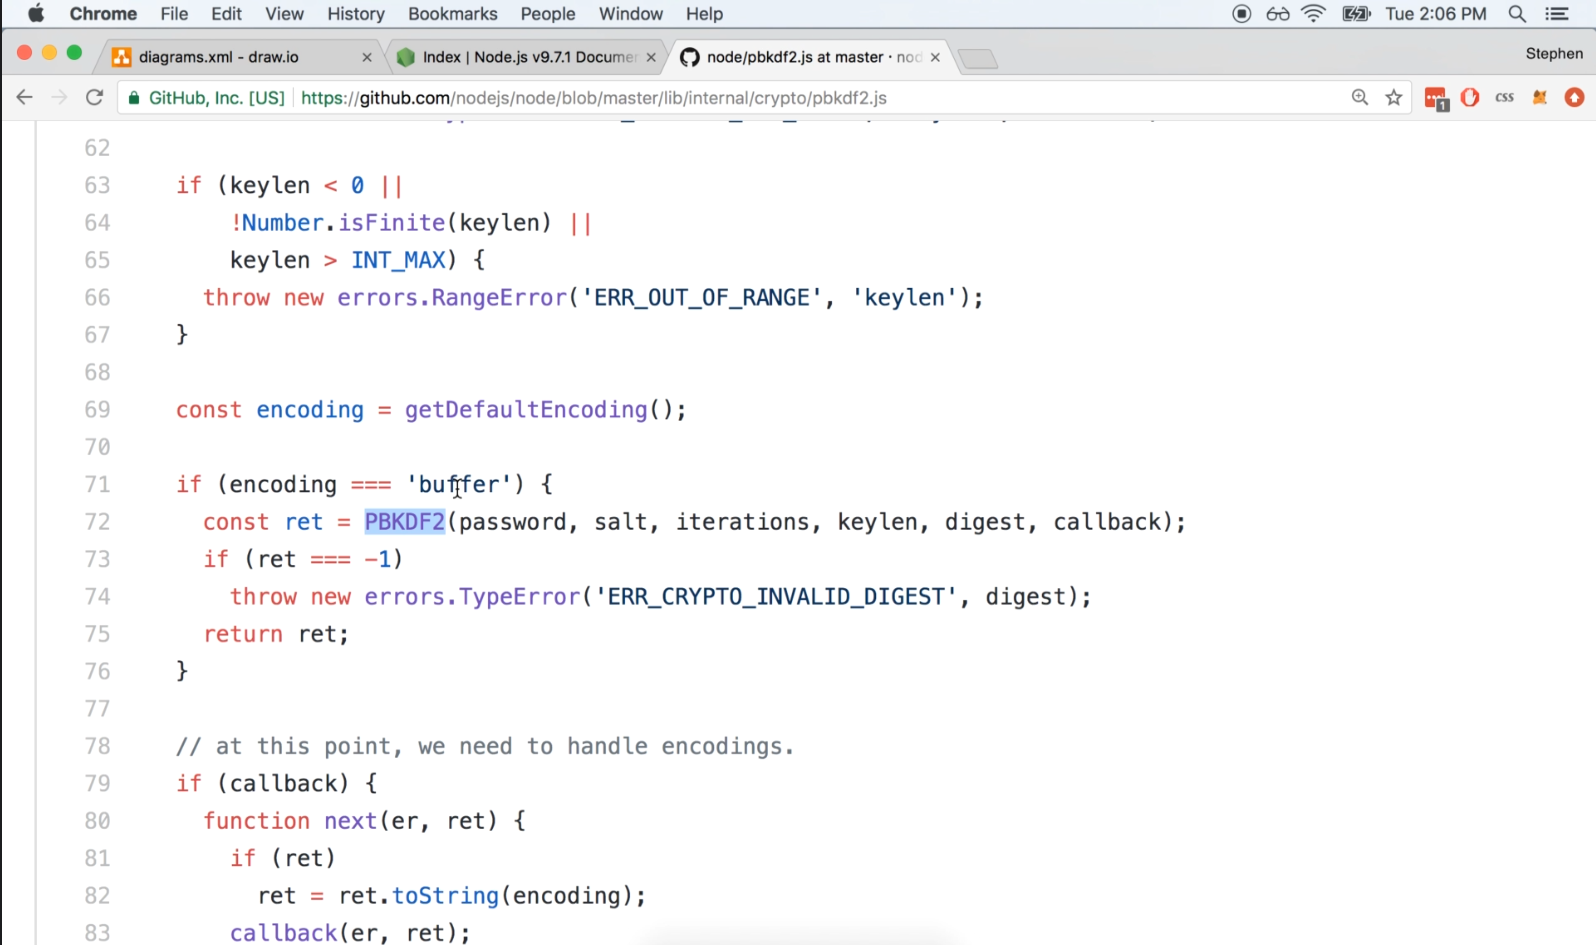 Chrome File Edit View History Bookmarks People Window Help Tue 2:06 PM
diagrams.xml - draw.io Index | Node.js v9.7.1 Documen node/pbkdf2.js at master · nod Stephen
GitHub, Inc. [US] https://github.com/nodejs/node/blob/master/lib/internal/crypto/pbkdf2.js 1 CSS
62
63 if (keylen < 0 ||
64 !Number.isFinite(keylen) ||
65 keylen > INT_MAX) {
66 throw new errors.RangeError('ERR_OUT_OF_RANGE', 'keylen');
67 }
68
69 const encoding = getDefaultEncoding();
70
71 if (encoding === 'buffer') {
72 const ret = PBKDF2(password, salt, iterations, keylen, digest, callback);
73 if (ret === -1)
74 throw new errors.TypeError('ERR_CRYPTO_INVALID_DIGEST', digest);
75 return ret;
76 }
77
78 // at this point, we need to handle encodings.
79 if (callback) {
80 function next(er, ret) {
81 if (ret)
82 ret = ret.toString(encoding);
83 callback(er, ret);